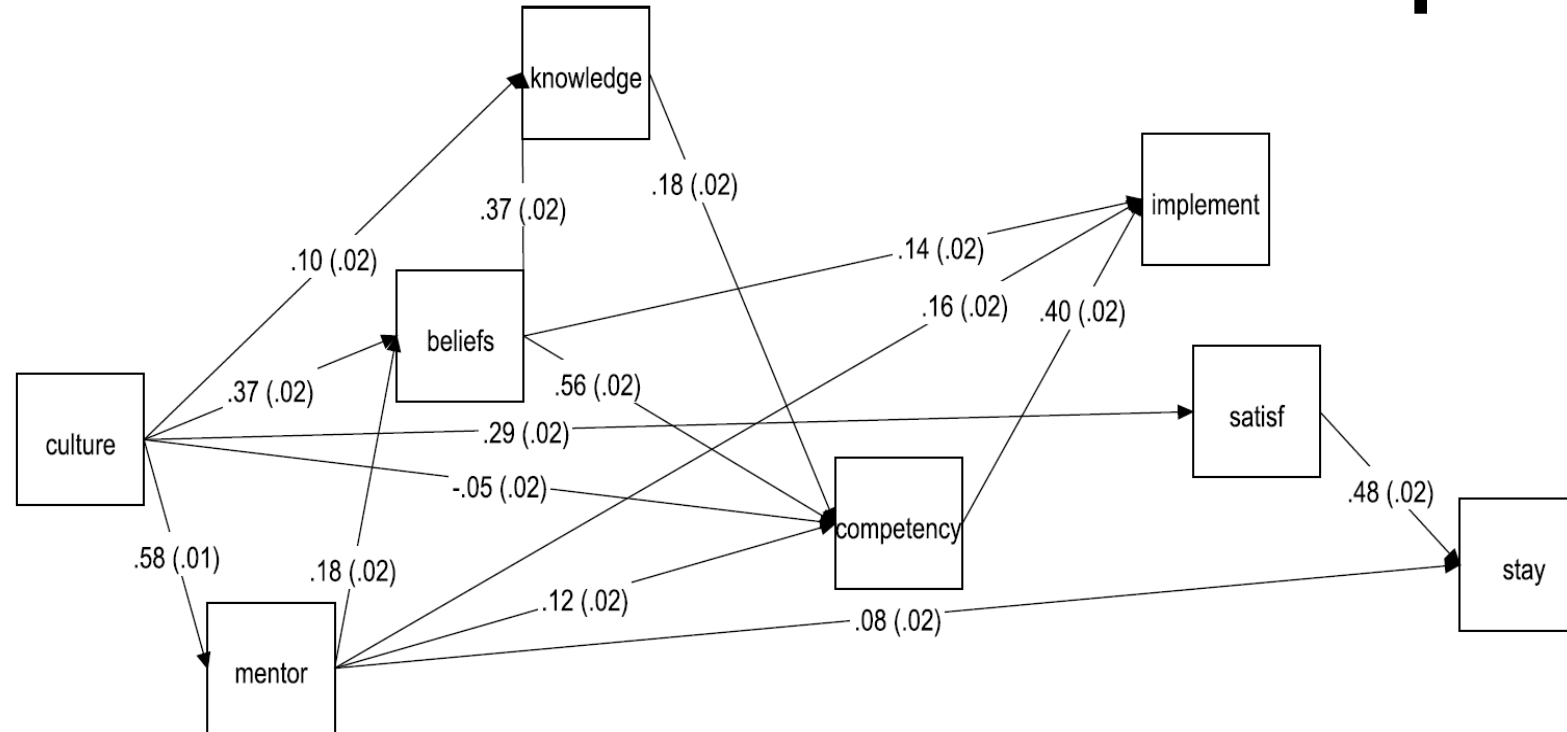 knowledge
.18 (.02)
.37 (.02)
implement
.14 (.02)
.10 (.02)
.16 (.02)
.40 (.02)
beliefs
.56 (.02)
.37 (.02)
satisf
.29 (.02)
culture
-.05 (.02)
.48 (.02)
competency
.58 (.01)
.18 (.02)
stay
.12 (.02)
.08 (.02)
mentor